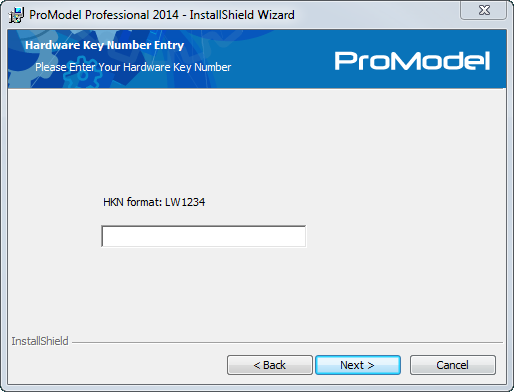 ProModel Professional 2014 - InstallShield Wizard
Hardware Key Number Entry
Please Enter Your Hardware Key Number
ProModel
HKN format: LW1234
InstallShield
< Back
Next >
Cancel